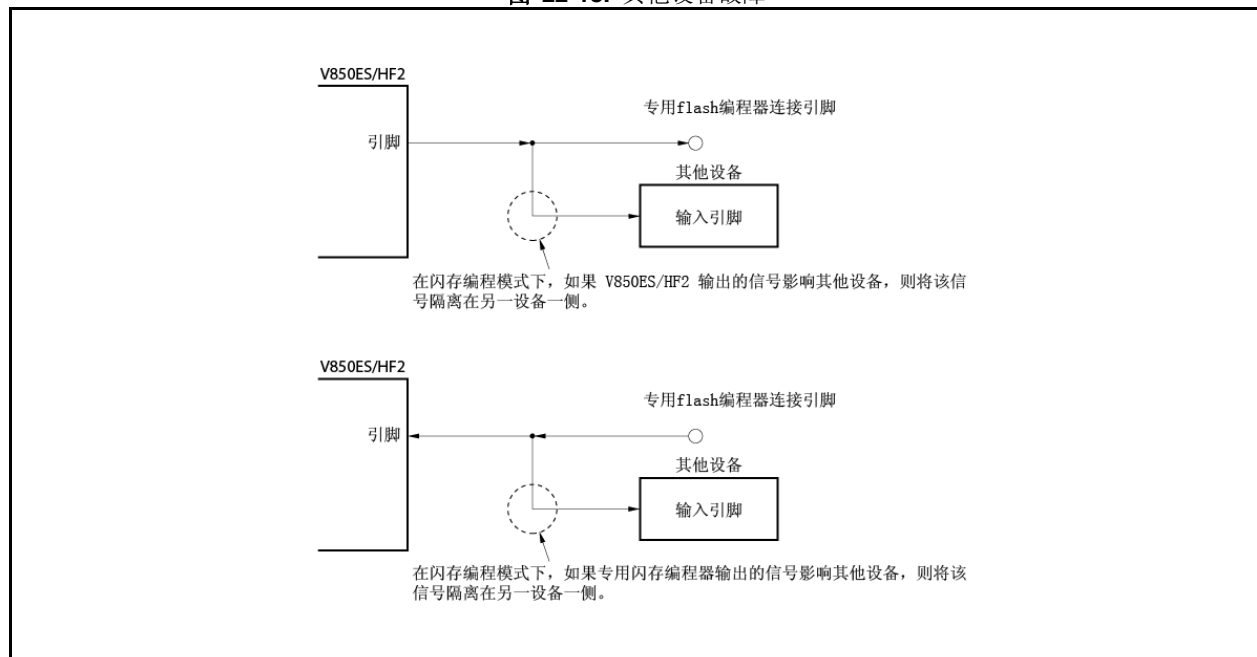 V850ES/HF2
专用flash编程器连接引脚
引脚
其他设备
输入引脚
在闪存编程模式下，如果 V850ES/HF2 输出的信号影响其他设备，则将该信
号隔离在另一设备一侧。
V850ES/HF2
专用flash编程器连接引脚
引脚
其他设备
输入引脚
在闪存编程模式下，如果专用闪存编程器输出的信号影响其他设备，则将该
信号隔离在另一设备一侧。